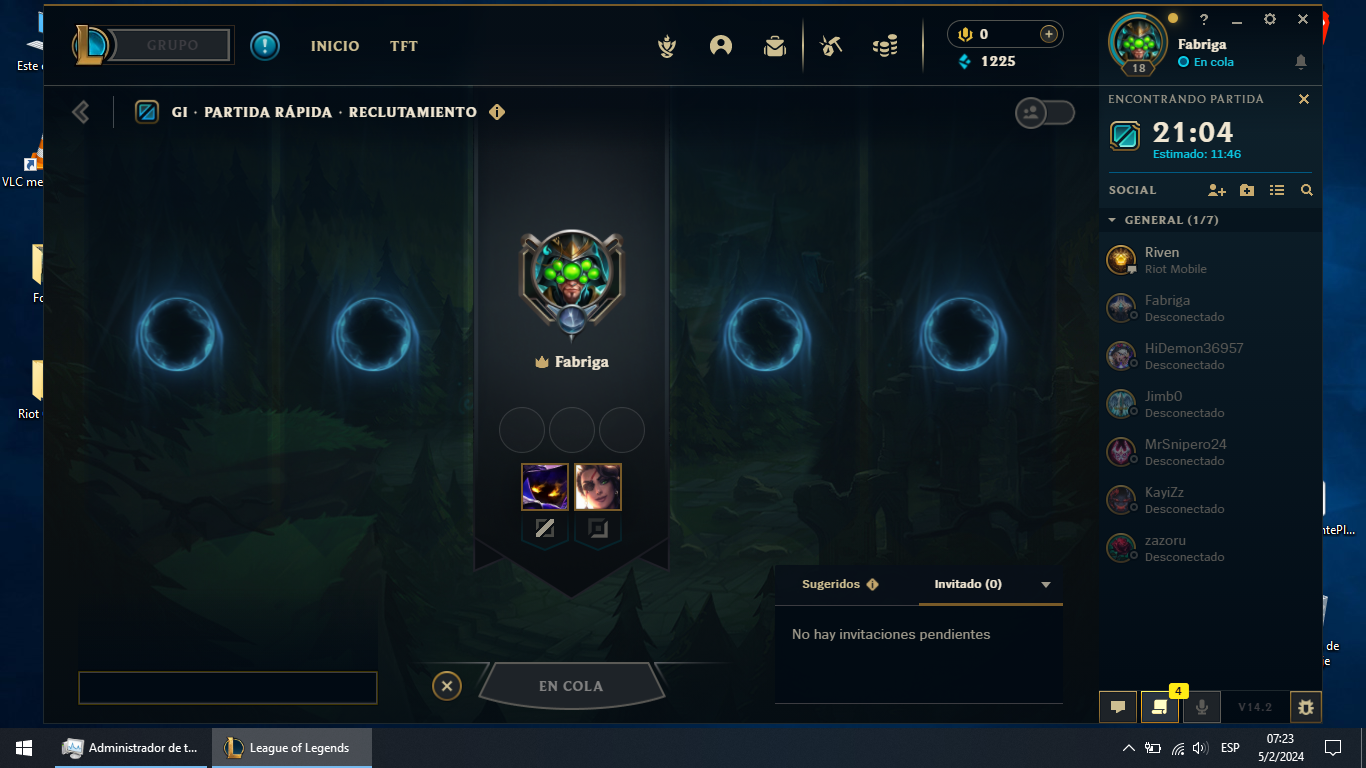 Este
VLC me
Fo
Riot
GRUPO
INICIO
TFT
0
1225
?
18
Fabriga
En cola
GI · PARTIDA RÁPIDA · RECLUTAMIENTO
ENCONTRANDO PARTIDA
21:04
Estimado: 11:46
SOCIAL
GENERAL (1/7)
Riven
Riot Mobile
Fabriga
Desconectado
HiDemon36957
Desconectado
Jimb0
Desconectado
MrSnipero24
Desconectado
KayiZz
Desconectado
zazoru
Desconectado
Fabriga
Sugeridos
Invitado (0)
No hay invitaciones pendientes
EN COLA
4
V14.2
ntePl...
de
e
Administrador de t...
League of Legends
ESP
07:23
5/2/2024